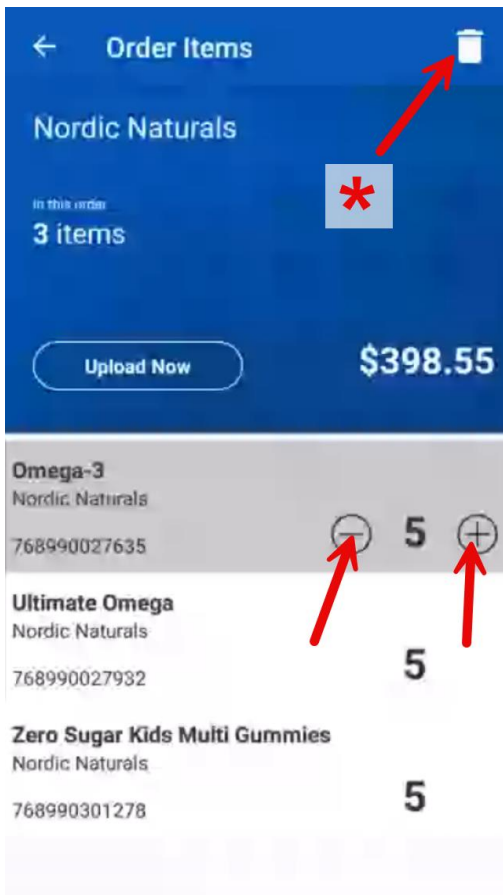 Order Items
Nordic Naturals
*
In this order
3 items
Upload Now
$398.55
Omega-3
Nordic Naturals
768990027635
5
Ultimate Omega
Nordic Naturals
768990027932
5
Zero Sugar Kids Multi Gummies
Nordic Naturals
768990301278
5